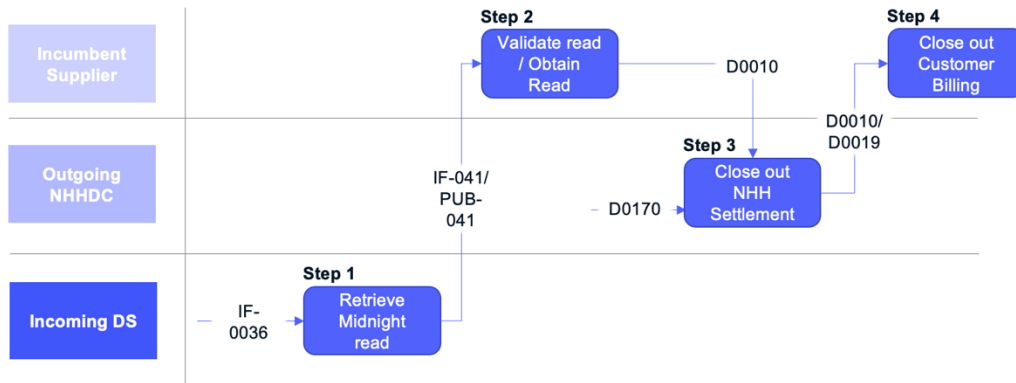 Step 2
Step 4
Incumbent
Supplier
Validate read
/ Obtain
Read
D0010
Close out
Customer
Billing
D0010/
D0019
Step 3
Outgoing
NHHDC
IF-041/
PUB-
041
D0170
Close out
NHH
Settlement
Step 1
Incoming DS
IF-
0036
Retrieve
Midnight
read